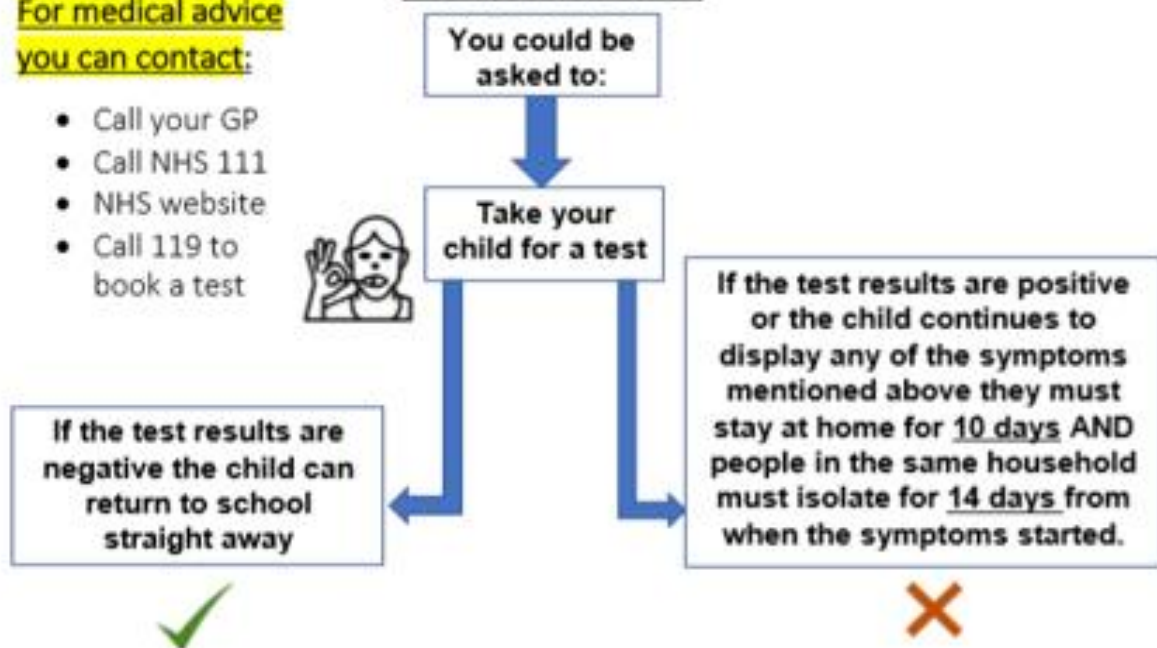 For medical advice
you can contact:
• Call your GP
• Call NHS 111
• NHS website
• Call 119 to
book a test
You could be
asked to:
Take your
child for a test
If the test results are
negative the child can
return to school
straight away
If the test results are positive
or the child continues to
display any of the symptoms
mentioned above they must
stay at home for 10 days AND
people in the same household
must isolate for 14 days from
when the symptoms started.